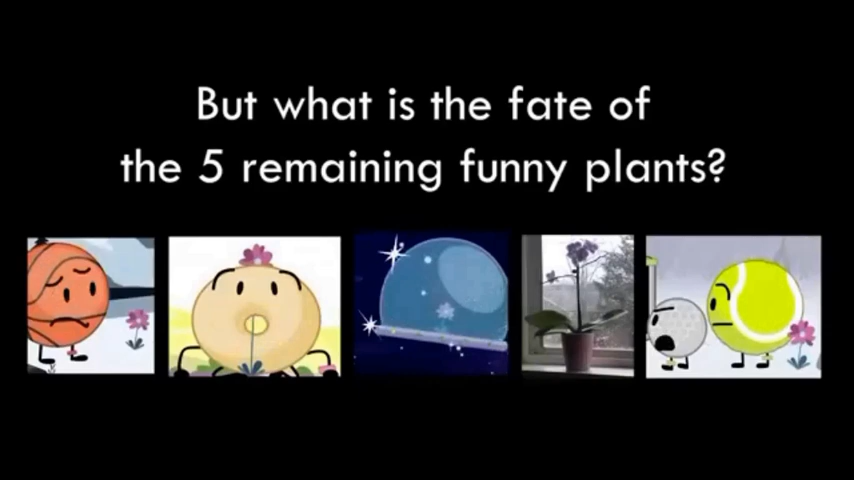 But what is the fate of
the 5 remaining funny plants?